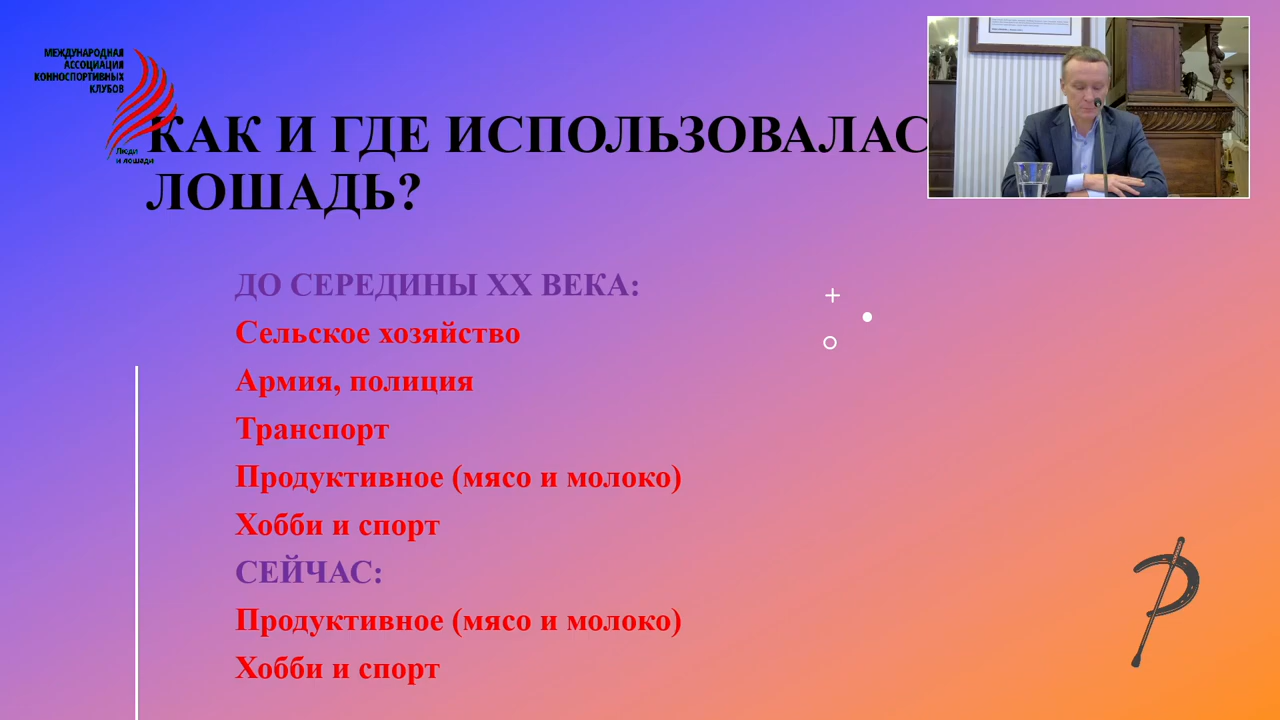 МЕЖДУНАРОДНАЯ
АССОЦИАЦИЯ
КОННОСПОРТИВНЫХ
КЛУБОВ
Люди
и лошади
КАК И ГДЕ ИСПОЛЬЗОВАЛАС
ЛОШАДЬ?
ДО СЕРЕДИНЫ XX ВЕКА:
Сельское хозяйство
Армия, полиция
Транспорт
Продуктивное (мясо и молоко)
Хобби и спорт
СЕЙЧАС:
Продуктивное (мясо и молоко)
Хобби и спорт